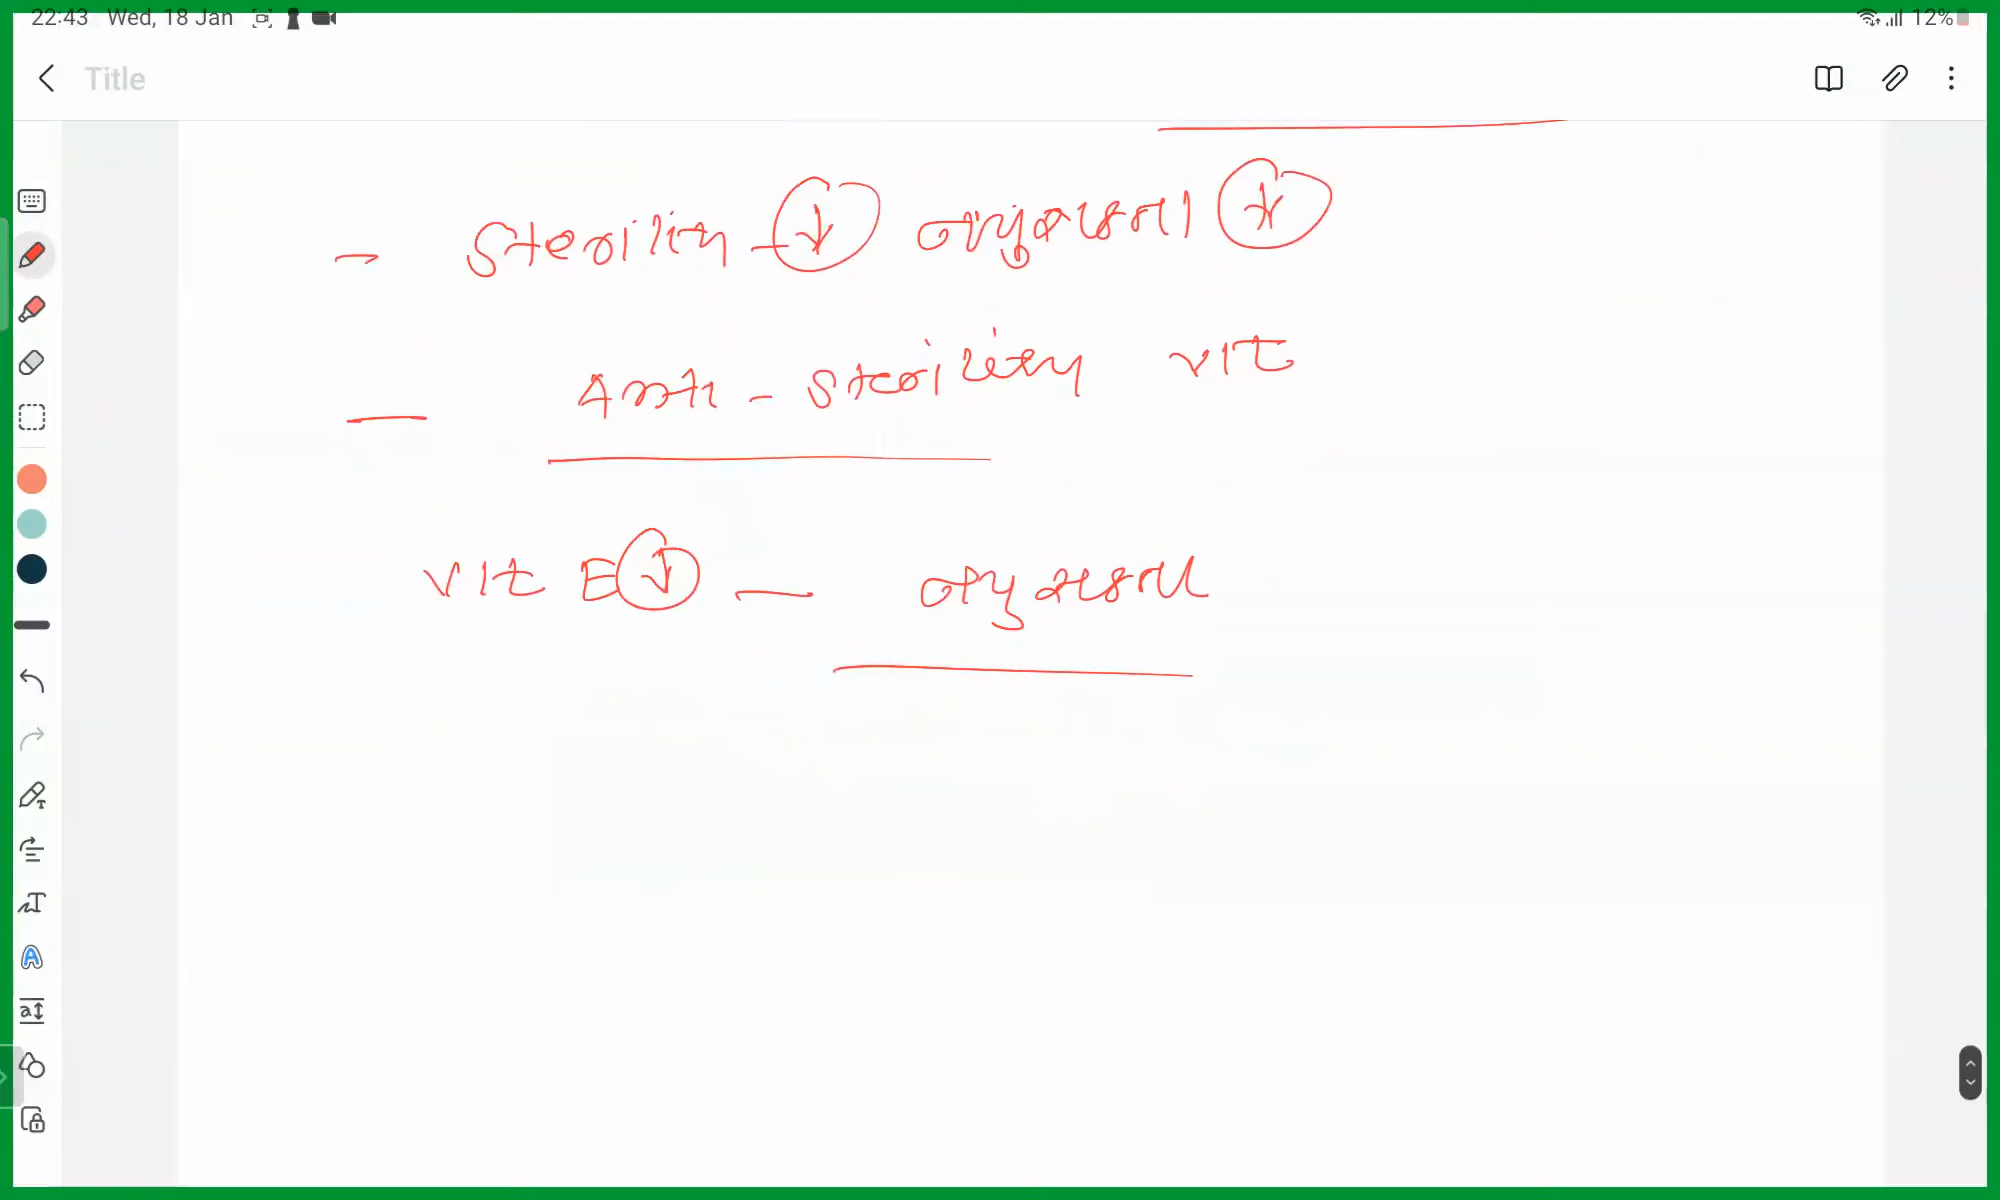 22:43 Wed, 18 Jan 12%
Title
- Sterility - ↓
— Anti - Sterility vit
vit E ↓ —